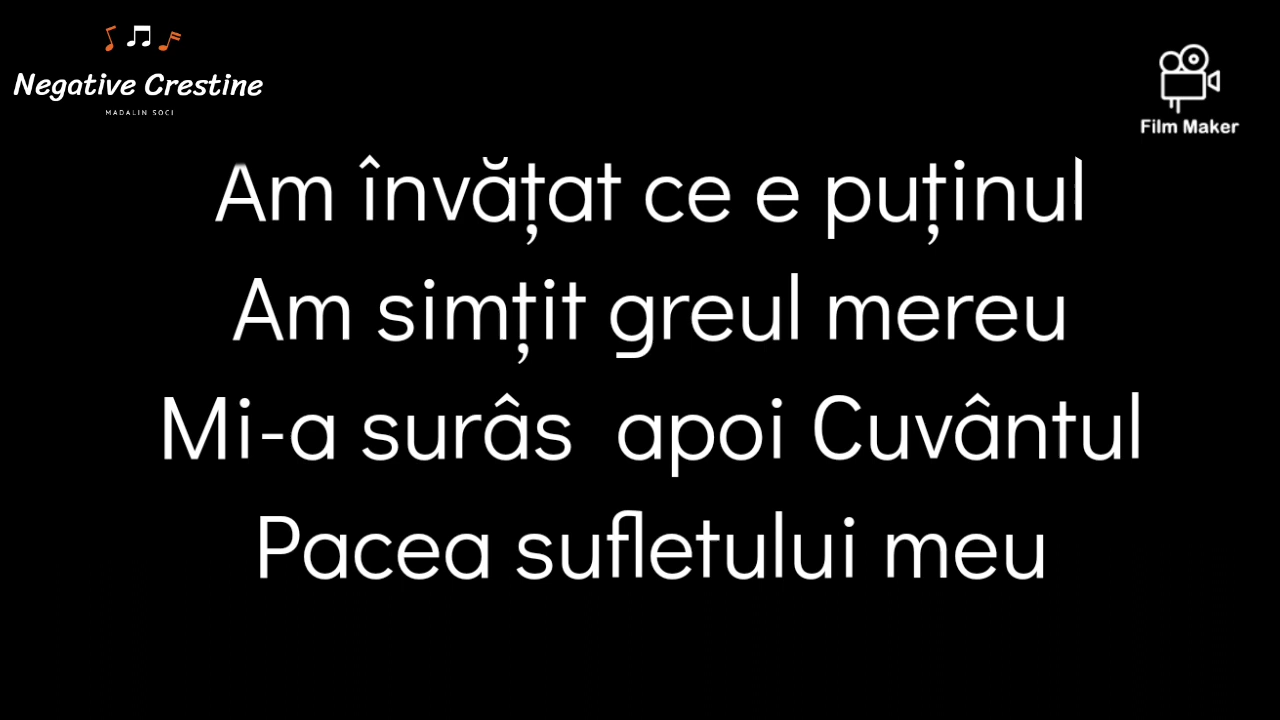 Negative Crestine
MADALIN SOCI
Film Maker
Am învățat ce e puținul
Am simțit greul mereu
Mi-a surâs apoi Cuvântul
Pacea sufletului meu